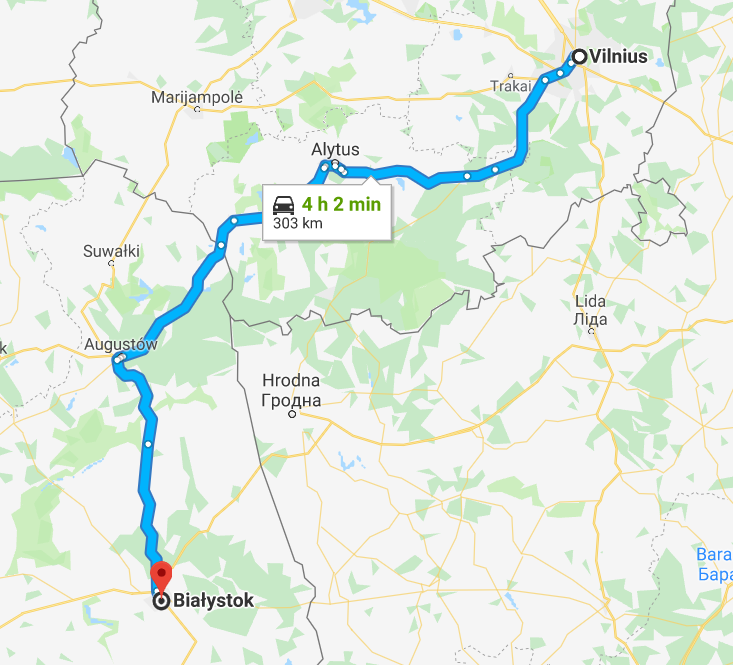 Vilnius
Trakai
Marijampolė
Alytus
4 h 2 min
303 km
Suwałki
Lida
Ліда
Augustów
k
Hrodna
Гродна
Bara
Бара
Białystok